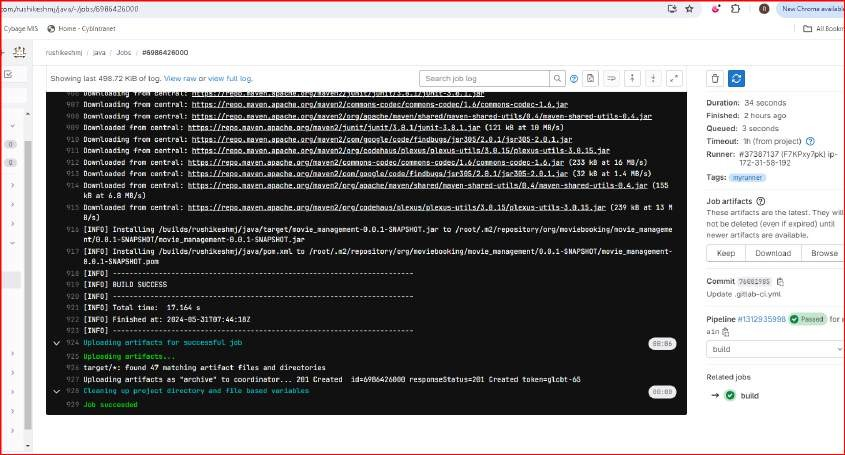 .com/rushikeshmj/java/-/jobs/6986426000
New Chrome available
Cybage MIS
Home - CybIntranet
All Bookm
rushikeshmj / java / Jobs / #6986426000
Showing last 498.72 KiB of log. View raw or view full log.
Search job log
907 Downloading from central: https://repo.maven.apache.org/maven2/commons-codec/commons-codec/1.6/commons-codec-1.6.jar
908 Downloading from central: https://repo.maven.apache.org/maven2/org/apache/maven/shared/maven-shared-utils/0.4/maven-shared-utils-0.4.jar
909 Downloaded from central: https://repo.maven.apache.org/maven2/junit/junit/3.8.1/junit-3.8.1.jar (121 kB at 10 MB/s)
910 Downloading from central: https://repo.maven.apache.org/maven2/com/google/code/findbugs/jsr305/2.0.1/jsr305-2.0.1.jar
911 Downloading from central: https://repo.maven.apache.org/maven2/org/codehaus/plexus/plexus-utils/3.0.15/plexus-utils-3.0.15.jar
912 Downloaded from central: https://repo.maven.apache.org/maven2/commons-codec/commons-codec/1.6/commons-codec-1.6.jar (233 kB at 16 MB/s)
913 Downloaded from central: https://repo.maven.apache.org/maven2/com/google/code/findbugs/jsr305/2.0.1/jsr305-2.0.1.jar (32 kB at 1.4 MB/s)
914 Downloaded from central: https://repo.maven.apache.org/maven2/org/apache/maven/shared/maven-shared-utils/0.4/maven-shared-utils-0.4.jar (155
kB at 6.8 MB/s)
915 Downloaded from central: https://repo.maven.apache.org/maven2/org/codehaus/plexus/plexus-utils/3.0.15/plexus-utils-3.0.15.jar (239 kB at 13 M
B/s)
916 [INFO] Installing /builds/rushikeshmj/java/target/movie_management-0.0.1-SNAPSHOT.jar to /root/.m2/repository/org/moviebooking/movie_manageme
nt/0.0.1-SNAPSHOT/movie_management-0.0.1-SNAPSHOT.jar
917 [INFO] Installing /builds/rushikeshmj/java/pom.xml to /root/.m2/repository/org/moviebooking/movie_management/0.0.1-SNAPSHOT/movie_management-
0.0.1-SNAPSHOT.pom
918 [INFO] ------------------------------------------------------------------------
919 [INFO] BUILD SUCCESS
920 [INFO] ------------------------------------------------------------------------
921 [INFO] Total time: 17.164 s
922 [INFO] Finished at: 2024-05-31T07:44:18Z
923 [INFO] ------------------------------------------------------------------------
924 Uploading artifacts for successful job
00:06
925 Uploading artifacts...
926 target/*: found 47 matching artifact files and directories
927 Uploading artifacts as "archive" to coordinator... 201 Created id=6986426000 responseStatus=201 Created token=glcbt-65
928 Cleaning up project directory and file based variables
00:00
929 Job succeeded
Duration: 34 seconds
Finished: 2 hours ago
Queued: 3 seconds
Timeout: 1h (from project)
Runner: #37387137 (F7KPxy7pk) ip-
172-31-58-192
Tags: myrunner
Job artifacts
These artifacts are the latest. They will
not be deleted (even if expired) until
newer artifacts are available.
Keep
Download
Browse
Commit 76081985
Update .gitlab-ci.yml
Pipeline #1312935998 Passed for
ain
build
Related jobs
build